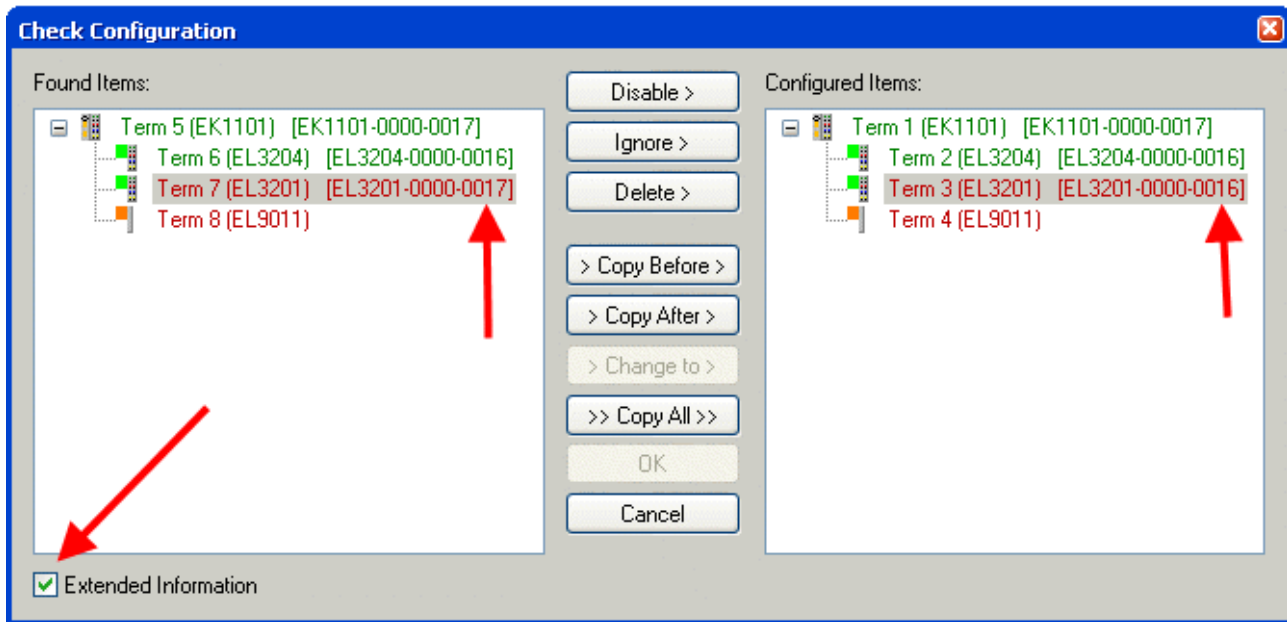 Check Configuration
Found Items:
Term 5 (EK1101) [EK1101-0000-0017]
Term 6 (EL3204) [EL3204-0000-0016]
Term 7 (EL3201) [EL3201-0000-0017]
Term 8 (EL9011)
Extended Information
Disable >
Ignore >
Delete >
> Copy Before >
> Copy After >
> Change to >
>> Copy All >>
OK
Cancel
Configured Items:
Term 1 (EK1101) [EK1101-0000-0017]
Term 2 (EL3204) [EL3204-0000-0016]
Term 3 (EL3201) [EL3201-0000-0016]
Term 4 (EL9011)